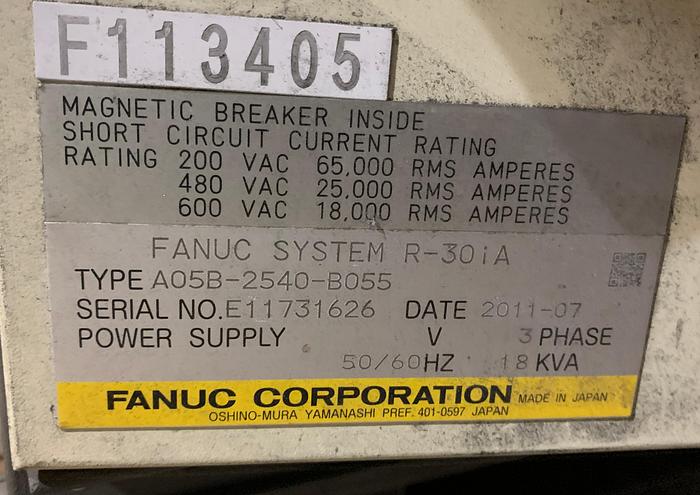 F113405
MAGNETIC BREAKER INSIDE
SHORT CIRCUIT CURRENT RATING
RATING 200 VAC 65,000 RMS AMPERES
480 VAC 25,000 RMS AMPERES
600 VAC 18,000 RMS AMPERES
FANUC SYSTEM R-30iA
TYPE A05B-2540-B055
SERIAL NO. E11731626 DATE 2011-07
POWER SUPPLY V 3 PHASE
50/60HZ 18 KVA
FANUC CORPORATION MADE IN JAPAN
OSHINO-MURA YAMANASHI PREF. 401-0597 JAPAN